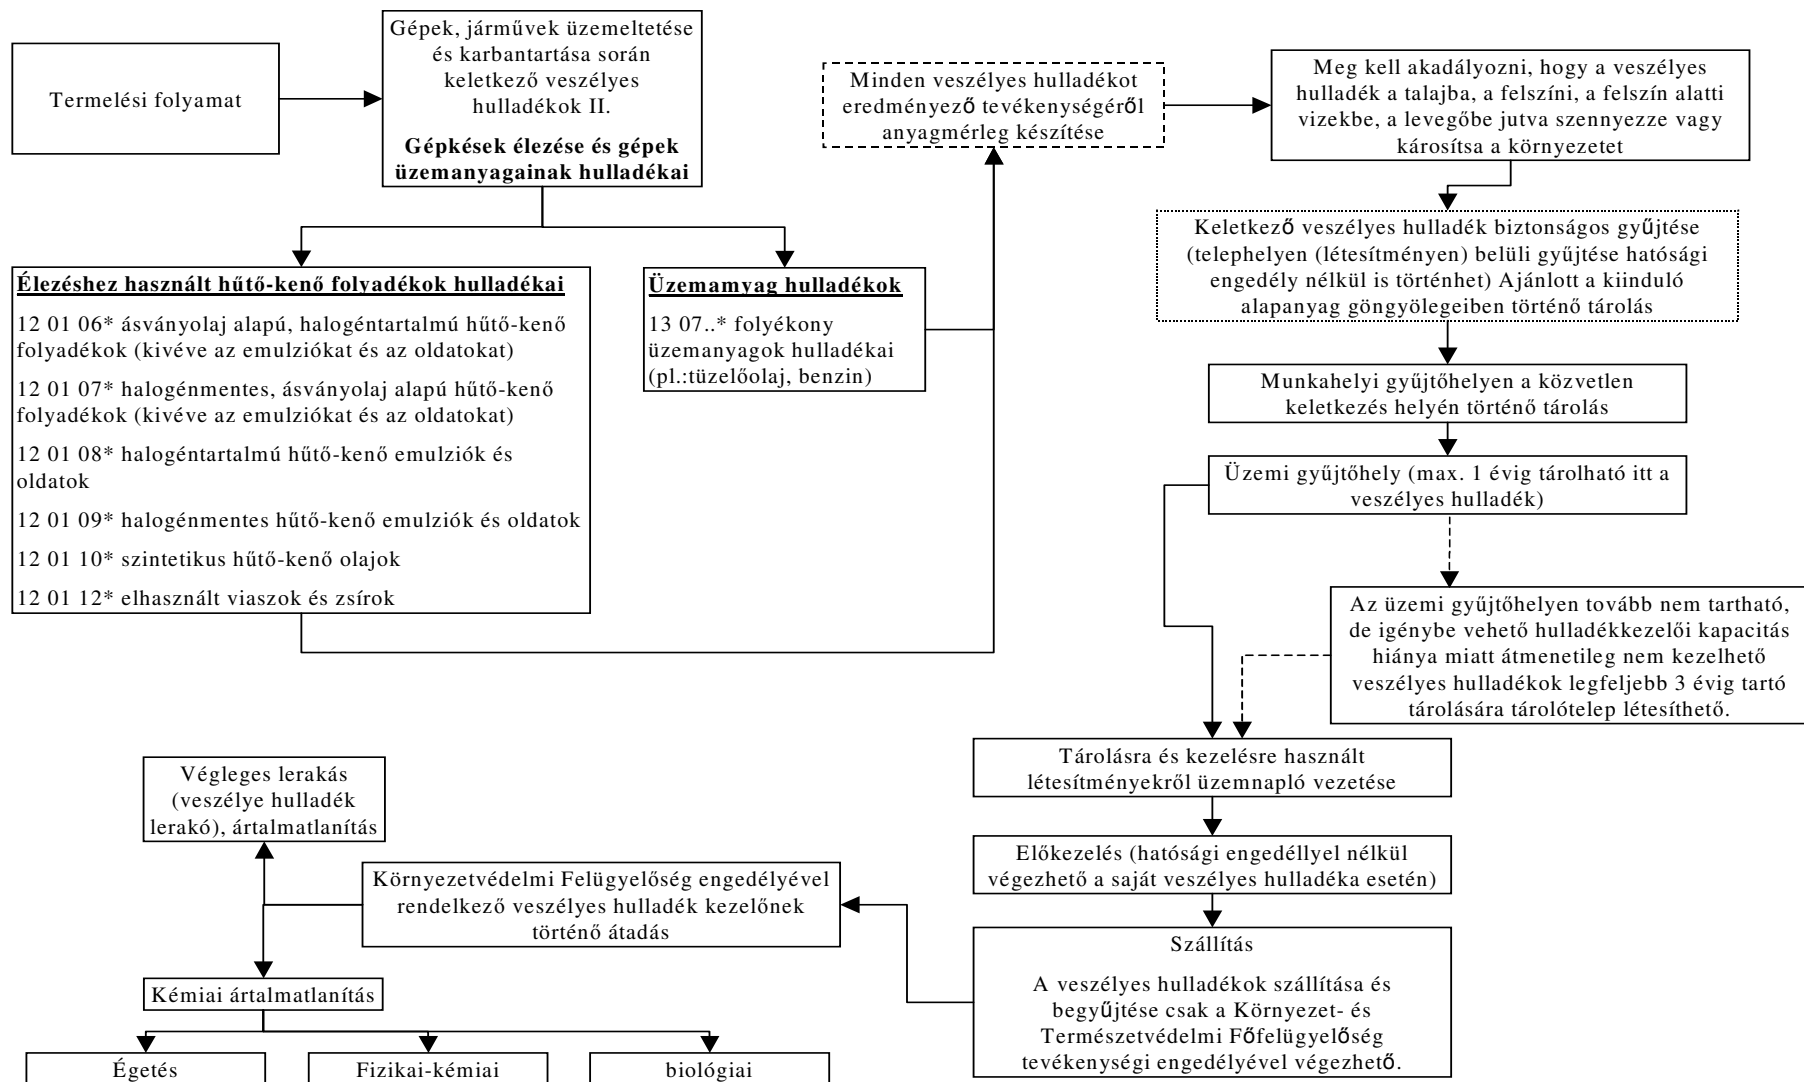 Termelési folyamat
Gépek, járművek üzemeltetése
és karbantartása során
keletkező veszélyes
hulladékok II.
Gépkések élezése és gépek
üzemanyagainak hulladékai
Élezéshez használt hűtő-kenő folyadékok hulladékai
12 01 06* ásványolaj alapú, halogéntartalmú hűtő-kenő
folyadékok (kivéve az emulziókat és az oldatokat)
12 01 07* halogénmentes, ásványolaj alapú hűtő-kenő
folyadékok (kivéve az emulziókat és az oldatokat)
12 01 08* halogéntartalmú hűtő-kenő emulziók és
oldatok
12 01 09* halogénmentes hűtő-kenő emulziók és oldatok
12 01 10* szintetikus hűtő-kenő olajok
12 01 12* elhasznált viaszok és zsírok
Üzemamyag hulladékok
13 07..* folyékony
üzemanyagok hulladékai
(pl.:tüzelőolaj, benzin)
Minden veszélyes hulladékot
eredményező tevékenységéről
anyagmérleg készítése
Meg kell akadályozni, hogy a veszélyes
hulladék a talajba, a felszíni, a felszín alatti
vizekbe, a levegőbe jutva szennyezze vagy
károsítsa a környezetet
Keletkező veszélyes hulladék biztonságos gyűjtése
(telephelyen (létesítményen) belüli gyűjtése hatósági
engedély nélkül is történhet) Ajánlott a kiinduló
alapanyag göngyölegeiben történő tárolás
Munkahelyi gyűjtőhelyen a közvetlen
keletkezés helyén történő tárolás
Üzemi gyűjtőhely (max. 1 évig tárolható itt a
veszélyes hulladék)
Az üzemi gyűjtőhelyen tovább nem tartható,
de igénybe vehető hulladékkezelői kapacitás
hiánya miatt átmenetileg nem kezelhető
veszélyes hulladékok legfeljebb 3 évig tartó
tárolására tárolótelep létesíthető.
Tárolásra és kezelésre használt
létesítményekről üzemnapló vezetése
Előkezelés (hatósági engedéllyel nélkül
végezhető a saját veszélyes hulladéka esetén)
Szállítás
A veszélyes hulladékok szállítása és
begyűjtése csak a Környezet- és
Természetvédelmi Főfelügyelőség
tevékenységi engedélyével végezhető.
Környezetvédelmi Felügyelőség engedélyével
rendelkező veszélyes hulladék kezelőnek
történő átadás
Végleges lerakás
(veszélye hulladék
lerakó), ártalmatlanítás
Kémiai ártalmatlanítás
Égetés
Fizikai-kémiai
biológiai